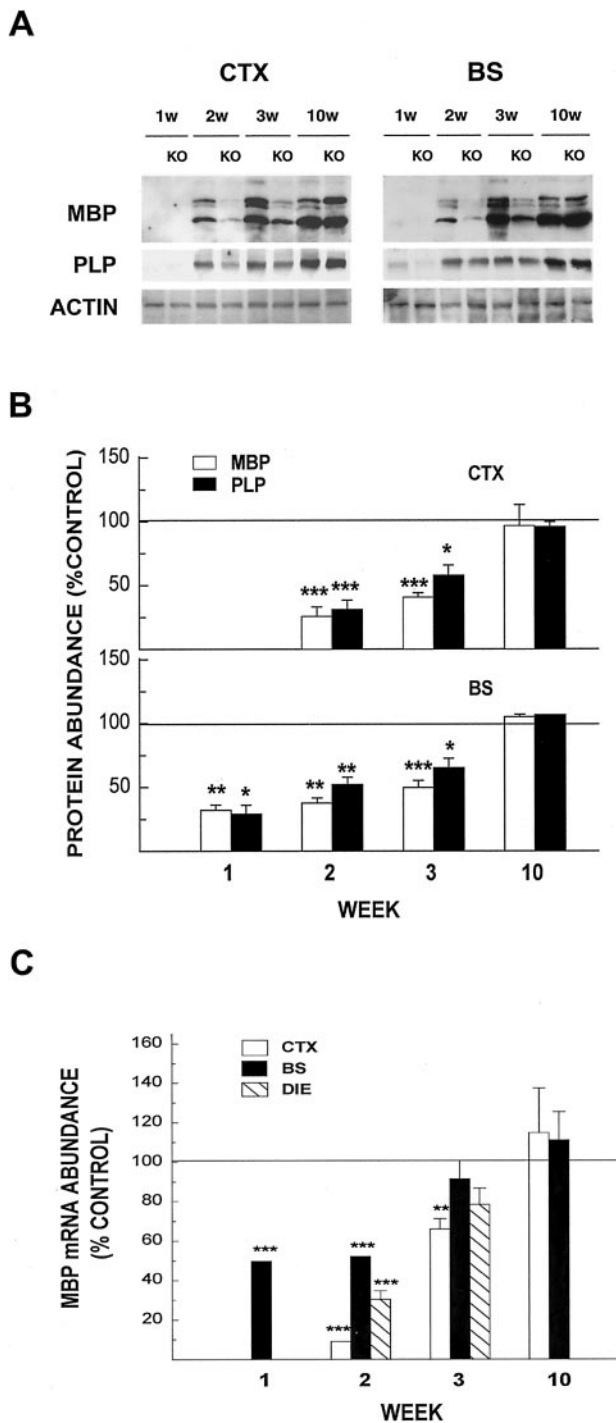 A
CTX BS
1w 2w 3w 10w 1w 2w 3w 10w
KO KO KO KO KO KO KO KO
MBP
PLP
ACTIN
B
PROTEIN ABUNDANCE (%CONTROL)
150
100
50
MBP
PLP
CTX
*** *** *** *
150
100
50
BS
** * ** ** *** *
1 2 3 10
WEEK
C
MBP mRNA ABUNDANCE
(% CONTROL)
160
140
120
100
80
60
40
20
CTX
BS
DIE
*** *** *** *** **
1 2 3 10
WEEK